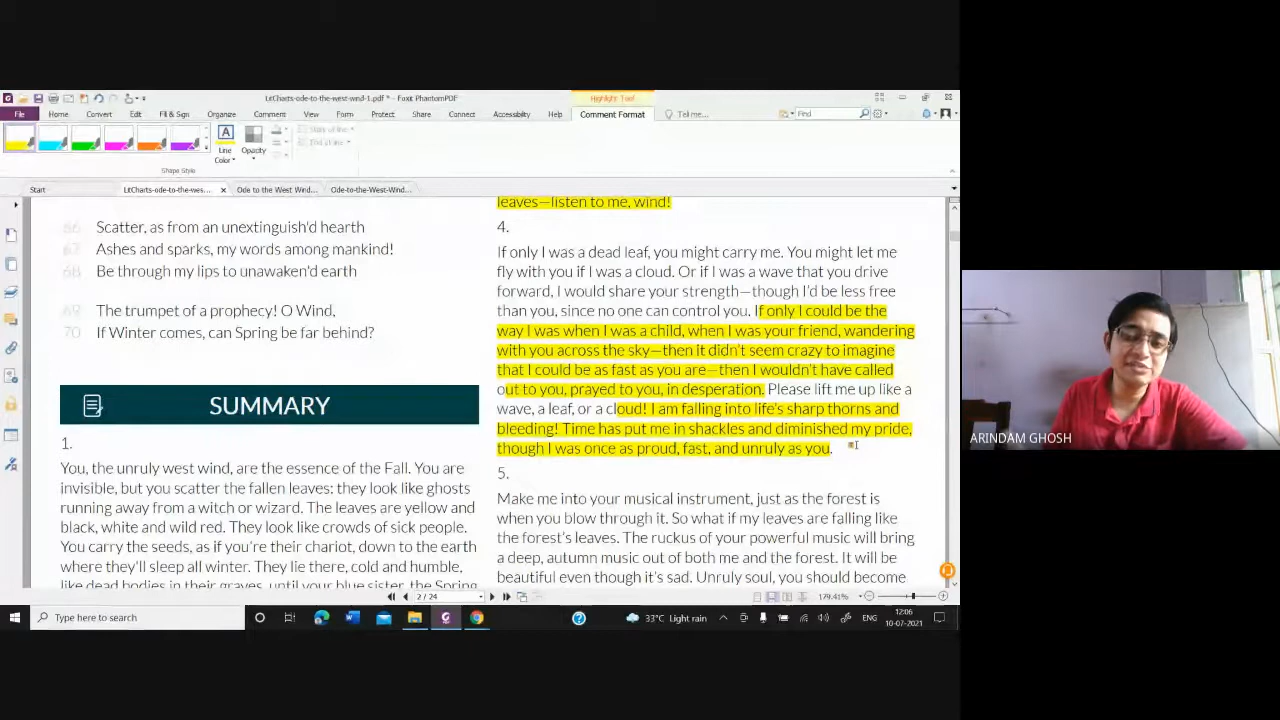 LitCharts-ode-to-the-west-wind-1.pdf * - Foxit PhantomPDF
Highlight Tool
File Home Convert Edit Fill & Sign Organize Comment View Form Protect Share Connect Accessibility Help Comment Format Tell me... Find
Line Color Opacity
Shape Style
Start LitCharts-ode-to-the-wes... Ode to the West Wind... Ode-to-the-West-Wind...
66 Scatter, as from an unextinguish'd hearth
67 Ashes and sparks, my words among mankind!
68 Be through my lips to unawaken'd earth
69 The trumpet of a prophecy! O Wind,
70 If Winter comes, can Spring be far behind?
SUMMARY
1.
You, the unruly west wind, are the essence of the Fall. You are
invisible, but you scatter the fallen leaves: they look like ghosts
running away from a witch or wizard. The leaves are yellow and
black, white and wild red. They look like crowds of sick people.
You carry the seeds, as if you're their chariot, down to the earth
where they'll sleep all winter. They lie there, cold and humble,
like dead bodies in their graves, until your blue sister, the Spring
leaves—listen to me, wind!
4.
If only I was a dead leaf, you might carry me. You might let me
fly with you if I was a cloud. Or if I was a wave that you drive
forward, I would share your strength—though I'd be less free
than you, since no one can control you. If only I could be the
way I was when I was a child, when I was your friend, wandering
with you across the sky—then it didn't seem crazy to imagine
that I could be as fast as you are—then I wouldn't have called
out to you, prayed to you, in desperation. Please lift me up like a
wave, a leaf, or a cloud! I am falling into life's sharp thorns and
bleeding! Time has put me in shackles and diminished my pride,
though I was once as proud, fast, and unruly as you.
5.
Make me into your musical instrument, just as the forest is
when you blow through it. So what if my leaves are falling like
the forest's leaves. The ruckus of your powerful music will bring
a deep, autumn music out of both me and the forest. It will be
beautiful even though it's sad. Unruly soul, you should become
ARINDAM GHOSH
2 / 24
179.41%
Type here to search
33°C Light rain
ENG
12:06
10-07-2021